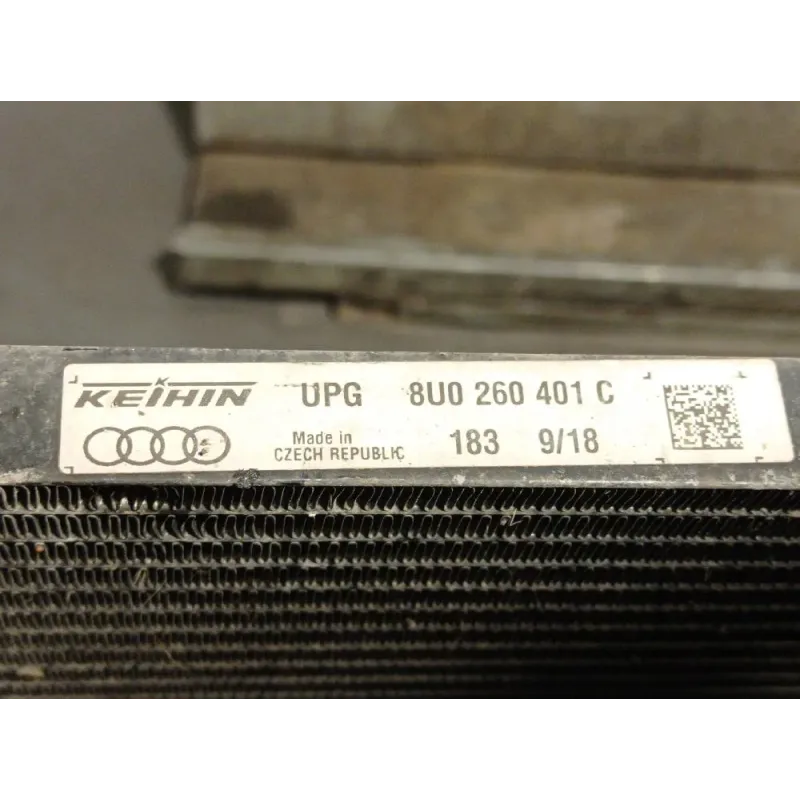 KEIHIN UPG 8U0 260 401 C
Made in 183 9/18
CZECH REPUBLIC